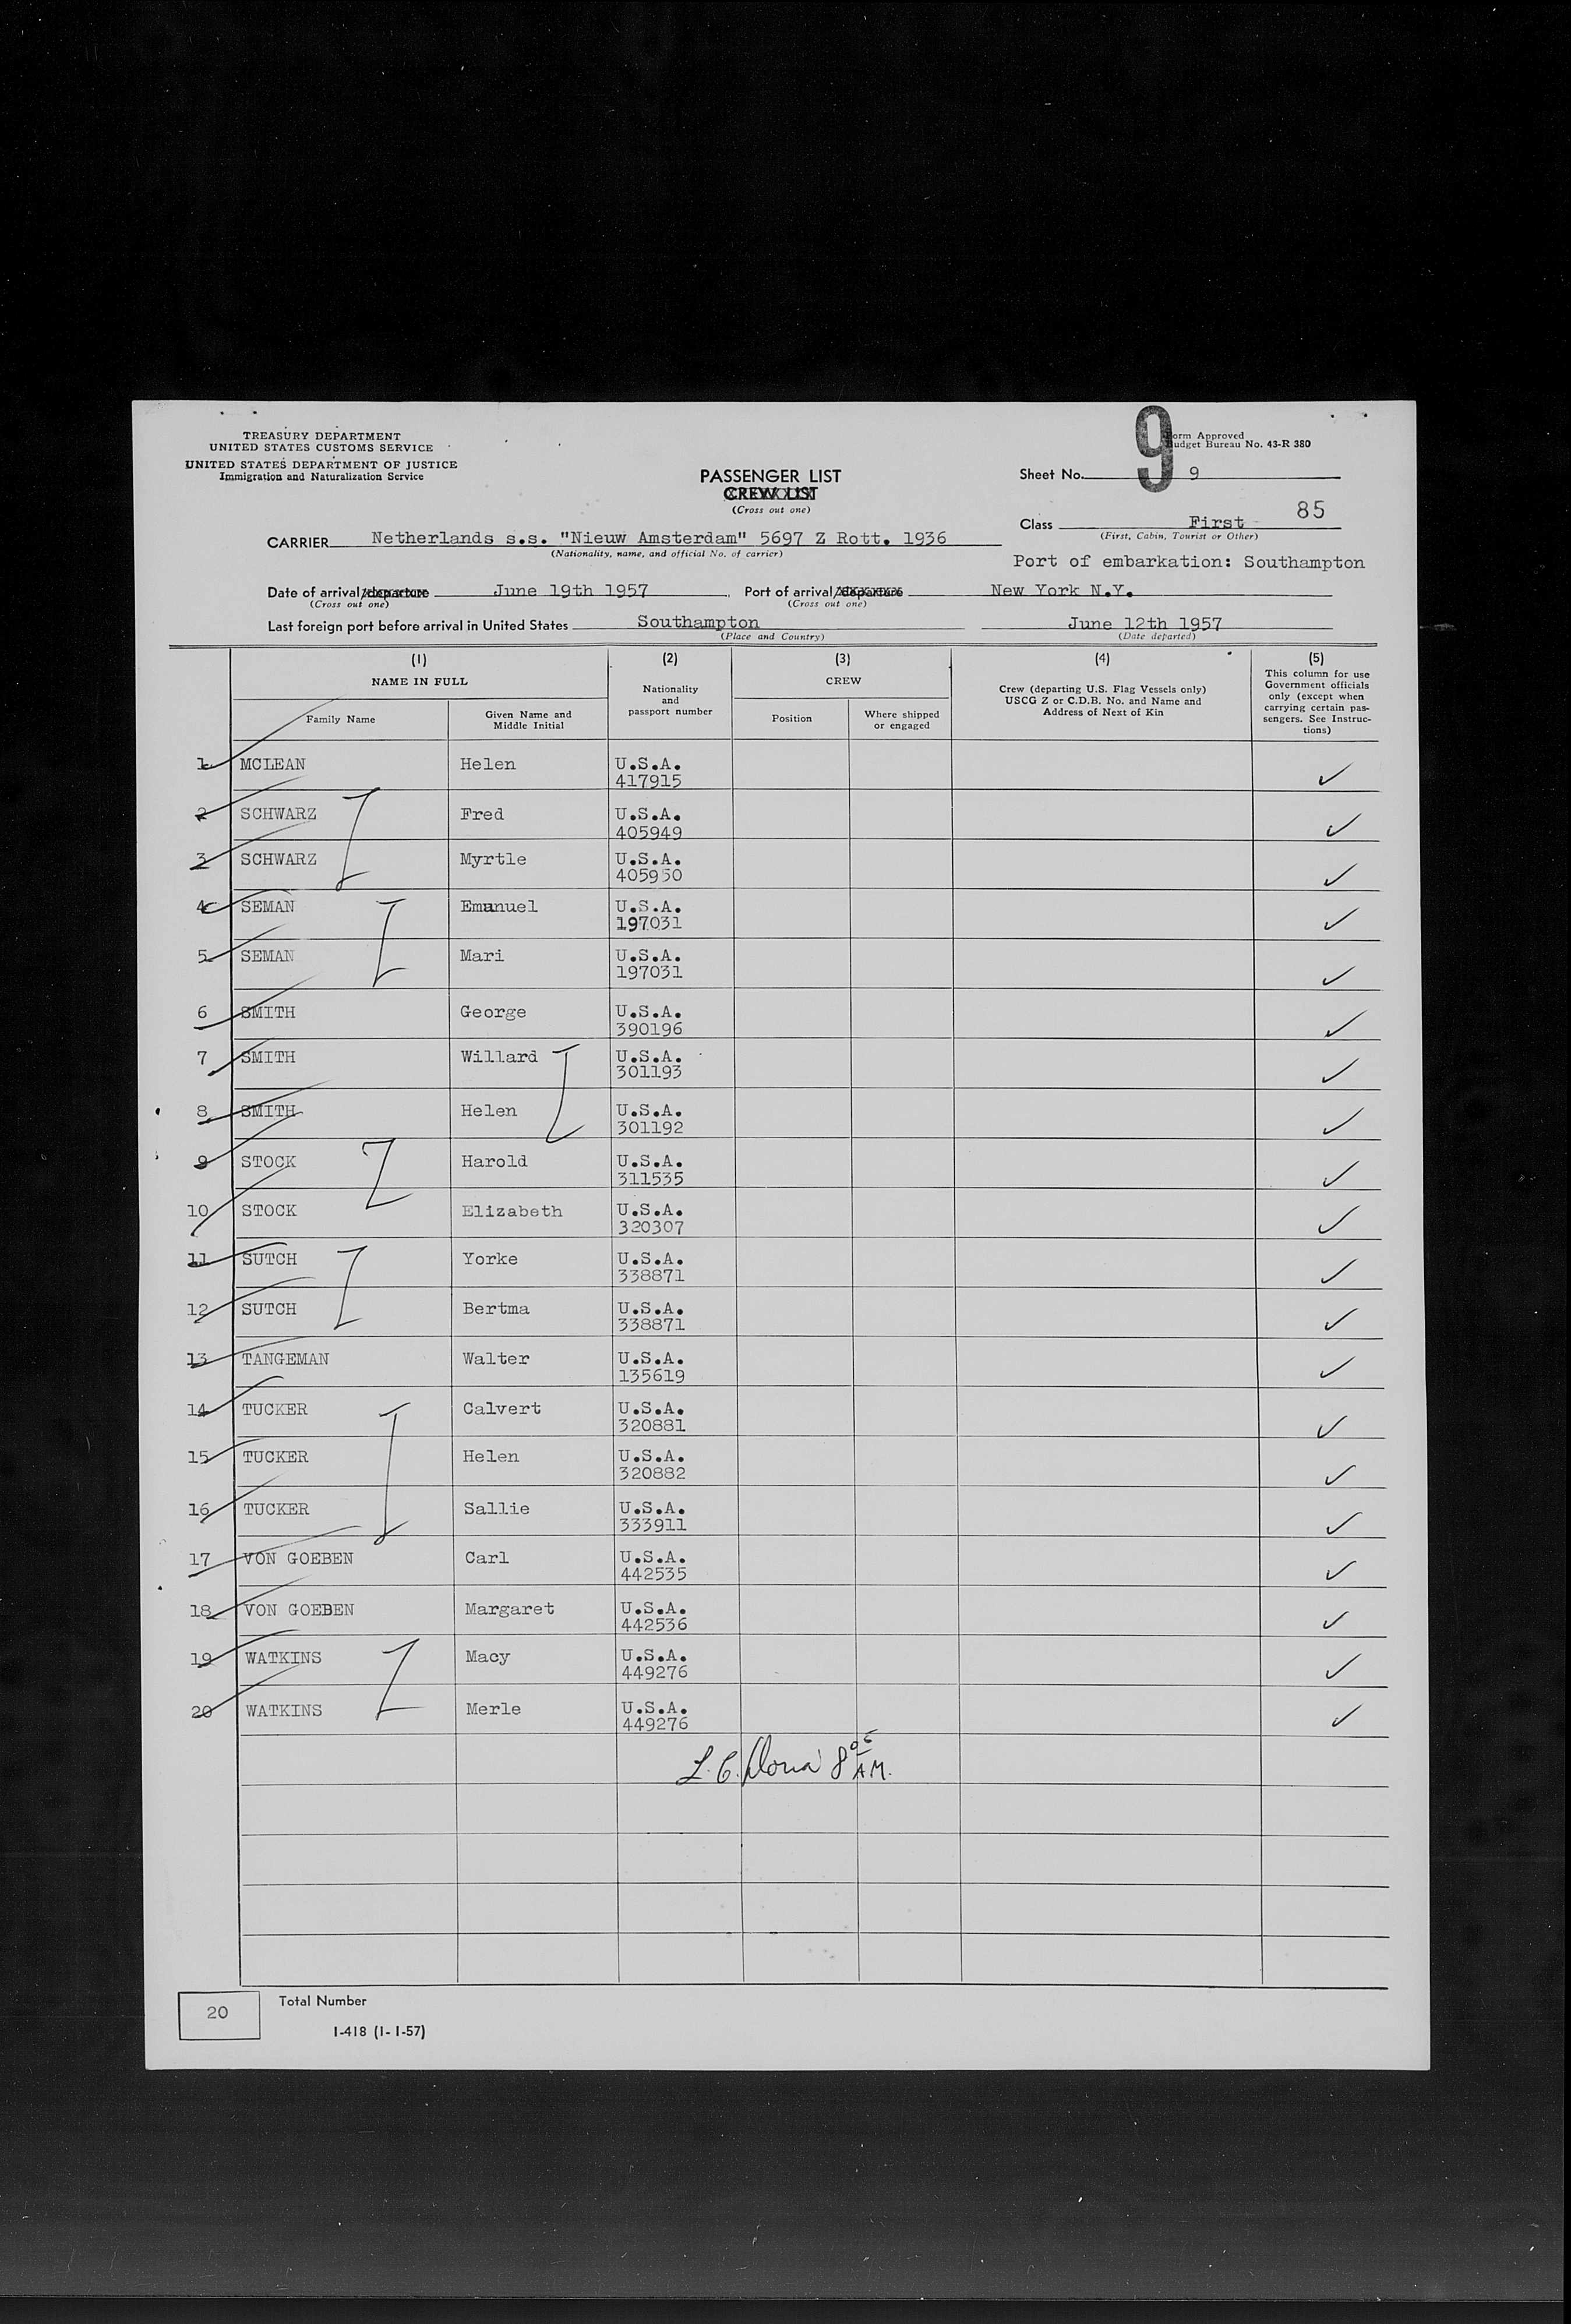 TREASURY DEPARTMENT
UNITED STATES CUSTOMS SERVICE
UNITED STATES DEPARTMENT OF JUSTICE
Immigration and Naturalization Service
PASSENGER LIST
CREW LIST
(Cross out one)
9
Form Approved
Budget Bureau No. 43-R 380
Sheet No. 9
85
Class First
(First, Cabin, Tourist or Other)
CARRIER Netherlands s.s. "Nieuw Amsterdam" 5697 Z Rott. 1936
(Nationality, name, and official No. of carrier)
Port of embarkation: Southampton
Date of arrival/departure June 19th 1957, Port of arrival/departure New York N.Y.
(Cross out one) (Cross out one)
Last foreign port before arrival in United States Southampton June 12th 1957
(Place and Country) (Date departed)
(1) (2) (3) (4) (5)
NAME IN FULL
Family Name
Given Name and
Middle Initial
Nationality
and
passport number
CREW
Position
Where shipped
or engaged
Crew (departing U.S. Flag Vessels only)
USCG Z or C.D.B. No. and Name and
Address of Next of Kin
This column for use
Government officials
only (except when
carrying certain pas-
sengers. See Instruc-
tions)
1 MCLEAN Helen U.S.A. ✓
417915
2 SCHWARZ Fred U.S.A. ✓
405949
3 SCHWARZ Myrtle U.S.A. ✓
405950
4 SEMAN Emanuel U.S.A. ✓
197031
5 SEMAN Mari U.S.A. ✓
197031
6 SMITH George U.S.A. ✓
390196
7 SMITH Willard U.S.A. ✓
301193
8 SMITH Helen U.S.A. ✓
301192
9 STOCK Harold U.S.A. ✓
311535
10 STOCK Elizabeth U.S.A. ✓
320307
11 SUTCH Yorke U.S.A. ✓
338871
12 SUTCH Bertma U.S.A. ✓
338871
13 TANGEMAN Walter U.S.A. ✓
135619
14 TUCKER Calvert U.S.A. ✓
320881
15 TUCKER Helen U.S.A. ✓
320882
16 TUCKER Sallie U.S.A. ✓
333911
17 VON GOEBEN Carl U.S.A. ✓
442535
18 VON GOEBEN Margaret U.S.A. ✓
442536
19 WATKINS Macy U.S.A. ✓
449276
20 WATKINS Merle U.S.A. ✓
449276
8 05 A.M.
20 Total Number
I-418 (1-1-57)